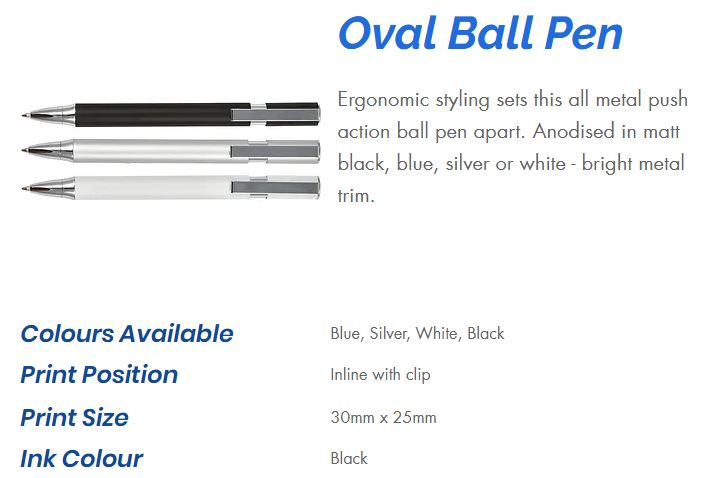 Oval Ball Pen
Ergonomic styling sets this all metal push
action ball pen apart. Anodised in matt
black, blue, silver or white - bright metal
trim.
Colours Available Blue, Silver, White, Black
Print Position Inline with clip
Print Size 30mm x 25mm
Ink Colour Black